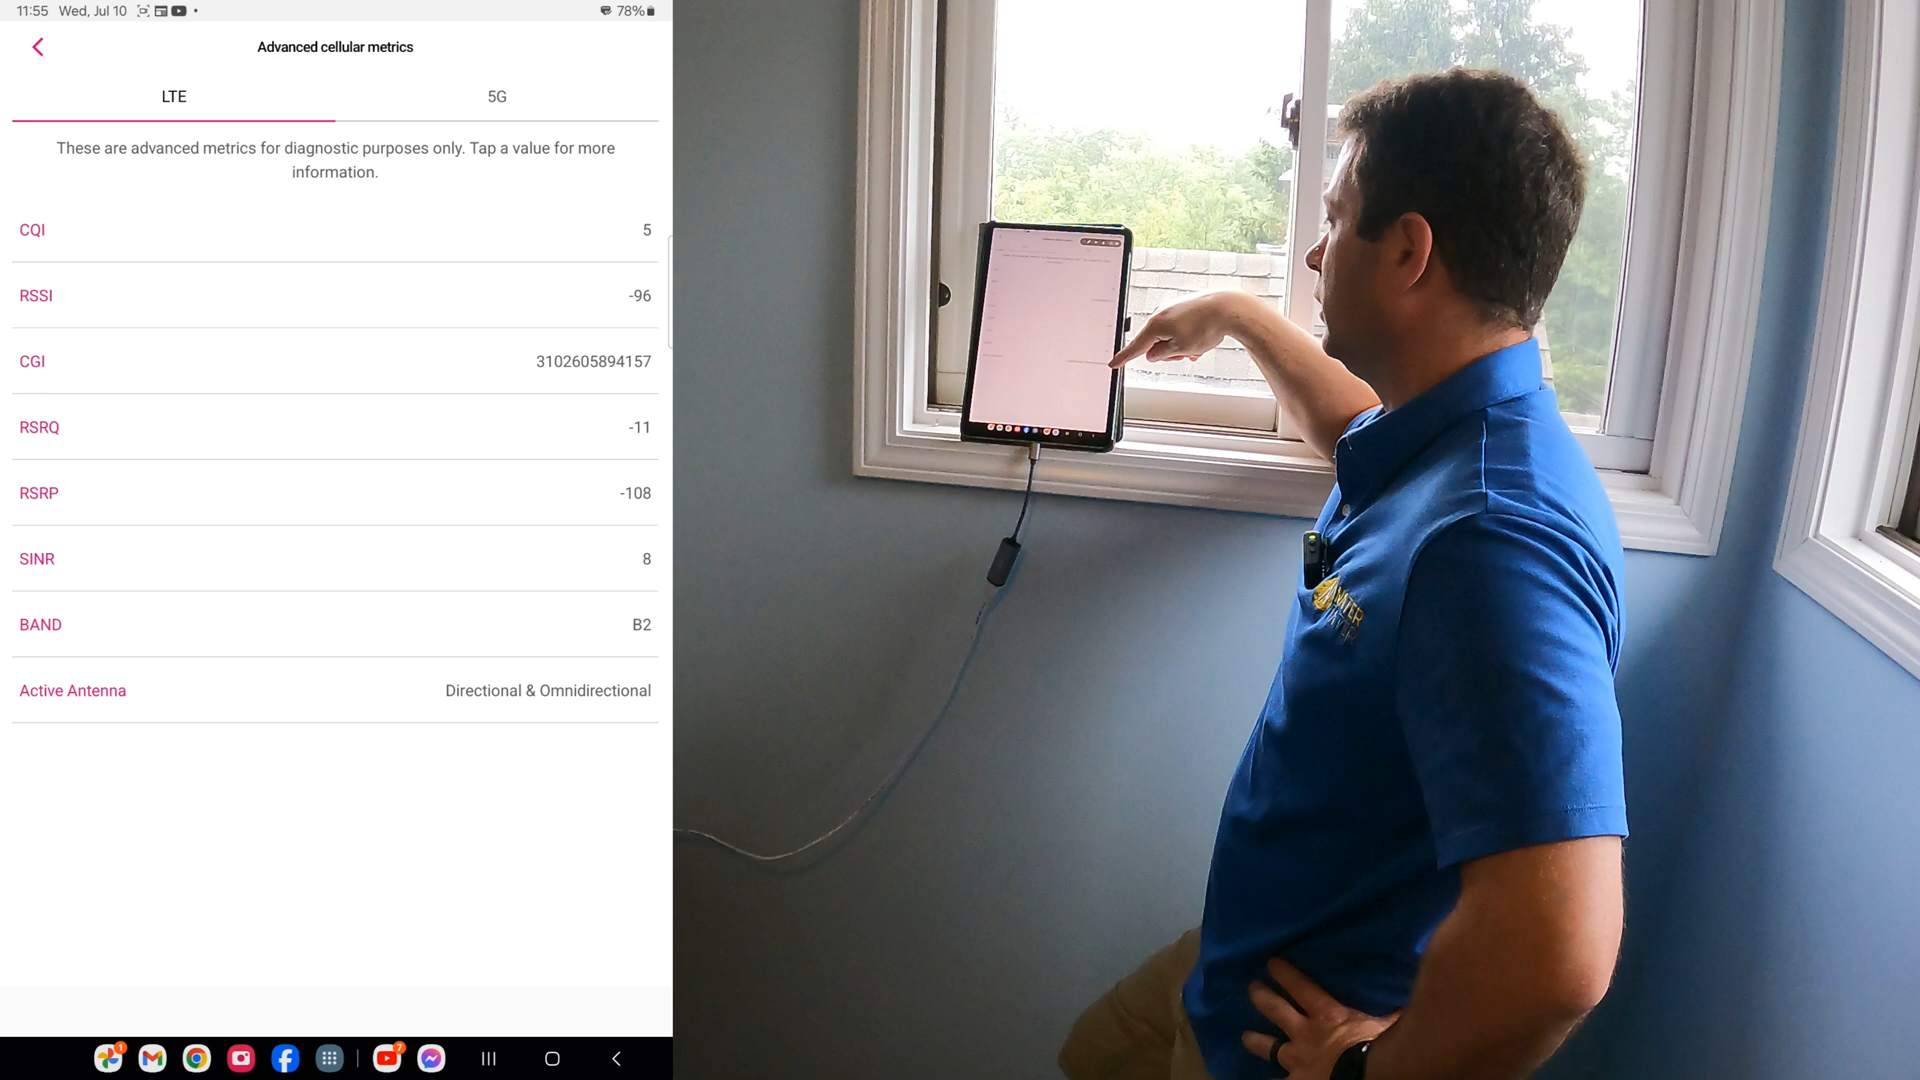 11:55 Wed, Jul 10 78%
Advanced cellular metrics
LTE 5G
These are advanced metrics for diagnostic purposes only. Tap a value for more
information.
CQI 5
RSSI -96
CGI 3102605894157
RSRQ -11
RSRP -108
SINR 8
BAND B2
Active Antenna Directional & Omnidirectional
1
7